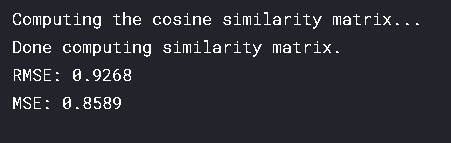 Computing the cosine similarity matrix...
Done computing similarity matrix.
RMSE: 0.9268
MSE: 0.8589